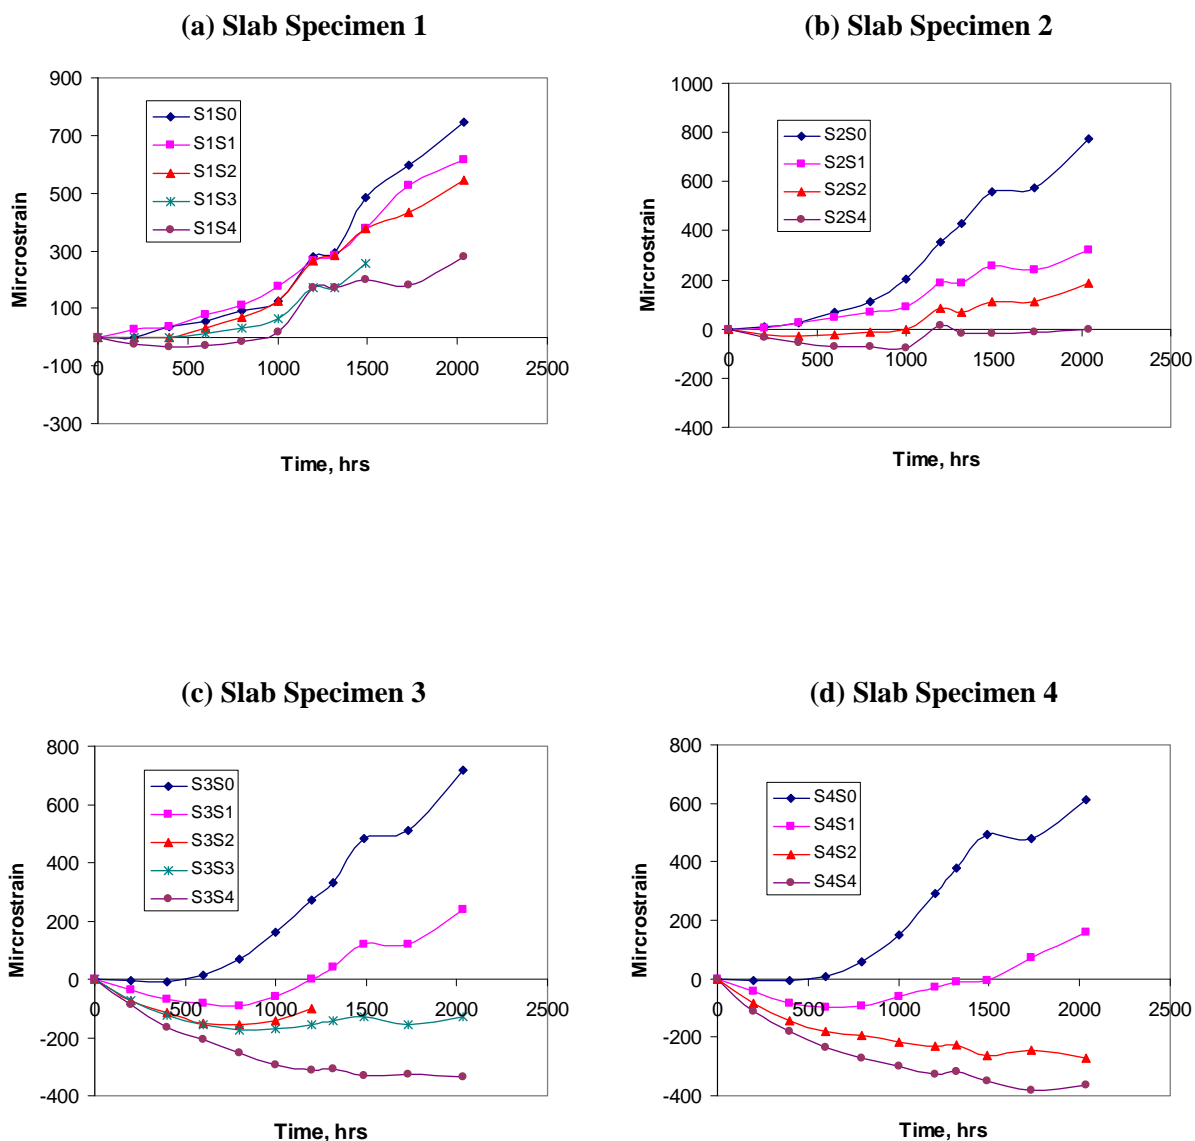 (a) Slab Specimen 1
900
700
500
300
100
-100
-300
0
500
1000
1500
2000
2500
S1S0
S1S1
S1S2
S1S3
S1S4
Mircrostrain
Time, hrs
(b) Slab Specimen 2
1000
800
600
400
200
0
-200
-400
0
500
1000
1500
2000
2500
S2S0
S2S1
S2S2
S2S4
Mircrostrain
Time, hrs
(c) Slab Specimen 3
800
600
400
200
0
-200
-400
0
500
1000
1500
2000
2500
S3S0
S3S1
S3S2
S3S3
S3S4
Mircrostrain
Time, hrs
(d) Slab Specimen 4
800
600
400
200
0
-200
-400
0
500
1000
1500
2000
2500
S4S0
S4S1
S4S2
S4S4
Mircrostrain
Time, hrs